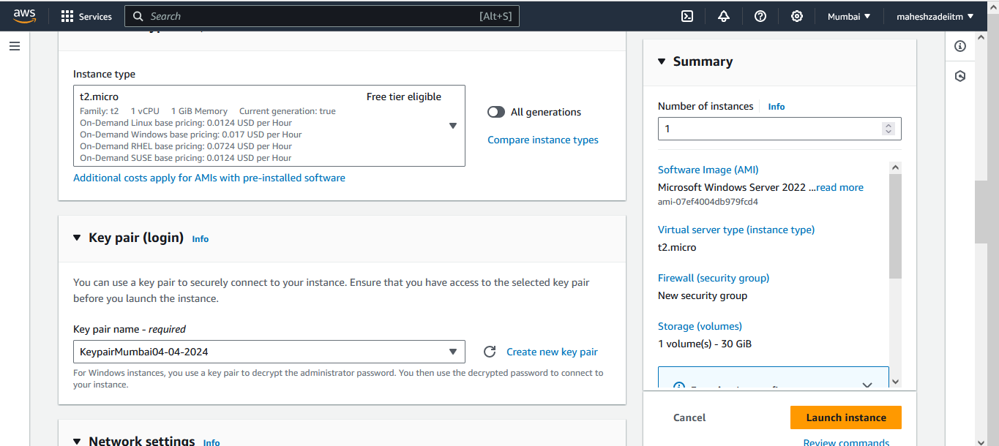 aws
Services
Search
[Alt+S]
Mumbai
maheshzadeiitm
Instance type
t2.micro
Free tier eligible
Family: t2 1 vCPU 1 GiB Memory Current generation: true
On-Demand Linux base pricing: 0.0124 USD per Hour
On-Demand Windows base pricing: 0.017 USD per Hour
On-Demand RHEL base pricing: 0.0724 USD per Hour
On-Demand SUSE base pricing: 0.0124 USD per Hour
All generations
Compare instance types
Additional costs apply for AMIs with pre-installed software
Key pair (login) Info
You can use a key pair to securely connect to your instance. Ensure that you have access to the selected key pair
before you launch the instance.
Key pair name - required
KeypairMumbai04-04-2024
Create new key pair
For Windows instances, you use a key pair to decrypt the administrator password. You then use the decrypted password to connect to
your instance.
Network settings Info
Summary
Number of instances Info
1
Software Image (AMI)
Microsoft Windows Server 2022 ...read more
ami-07ef4004db979fcd4
Virtual server type (instance type)
t2.micro
Firewall (security group)
New security group
Storage (volumes)
1 volume(s) - 30 GiB
Cancel
Launch instance
Review commands